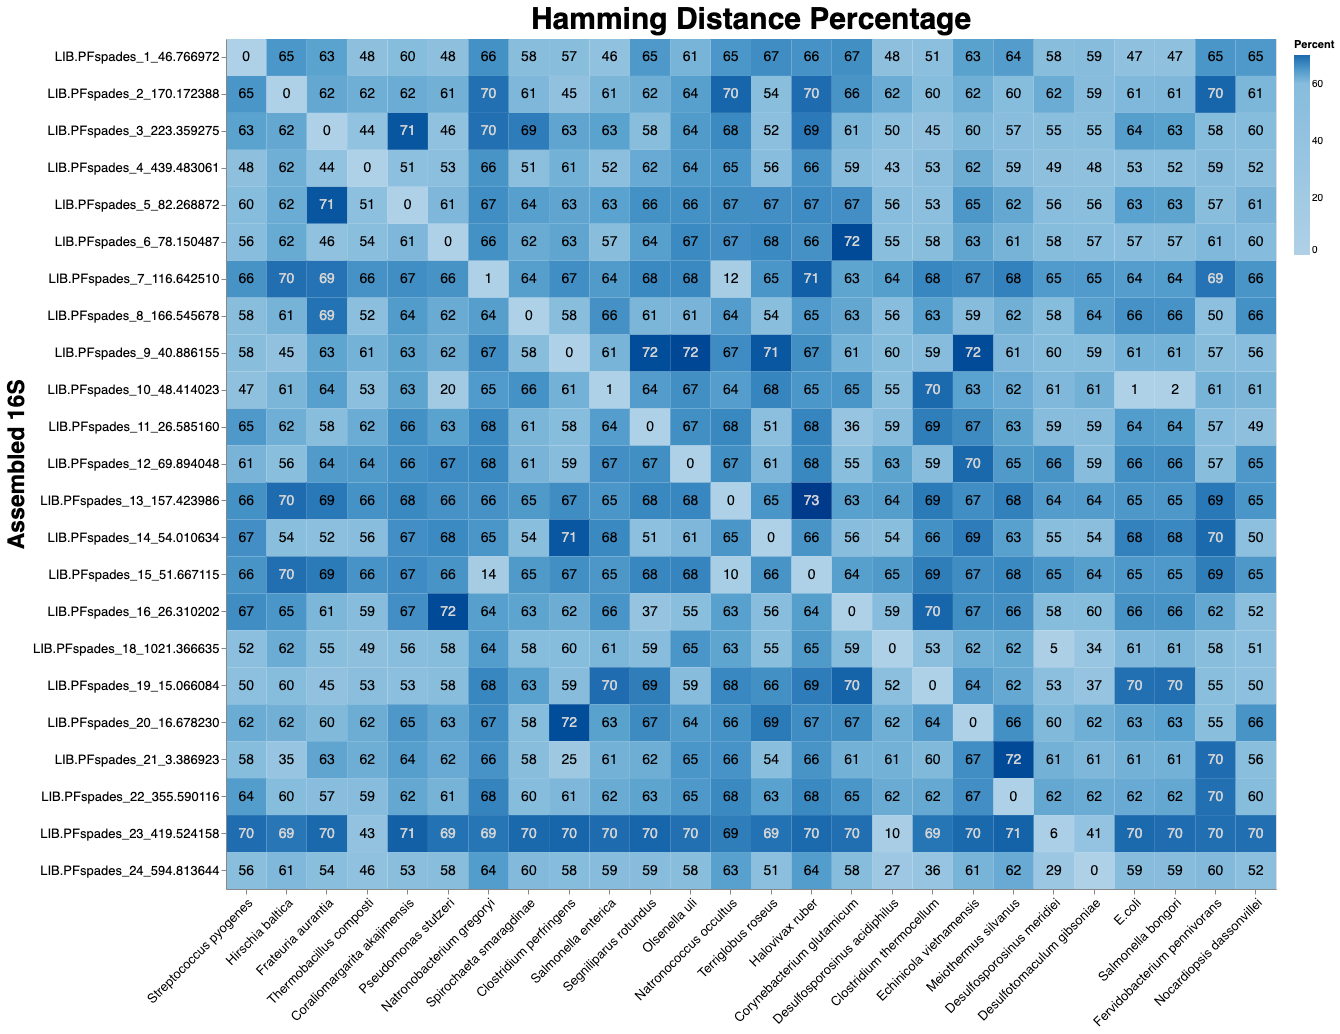 Hamming Distance Percentage
Percent
60
40
20
0
Assembled 16S
LIB.PFspades_1_46.766972 0 65 63 48 60 48 66 58 57 46 65 61 65 67 66 67 48 51 63 64 58 59 47 47 65 65
LIB.PFspades_2_170.172388 65 0 62 62 62 61 70 61 45 61 62 64 70 54 70 66 62 60 62 60 62 59 61 61 70 61
LIB.PFspades_3_223.359275 63 62 0 44 71 46 70 69 63 63 58 64 68 52 69 61 50 45 60 57 55 55 64 63 58 60
LIB.PFspades_4_439.483061 48 62 44 0 51 53 66 51 61 52 62 64 65 56 66 59 43 53 62 59 49 48 53 52 59 52
LIB.PFspades_5_82.268872 60 62 71 51 0 61 67 64 63 63 66 66 67 67 67 67 56 53 65 62 56 56 63 63 57 61
LIB.PFspades_6_78.150487 56 62 46 54 61 0 66 62 63 57 64 67 67 68 66 72 55 58 63 61 58 57 57 57 61 60
LIB.PFspades_7_116.642510 66 70 69 66 67 66 1 64 67 64 68 68 12 65 71 63 64 68 67 68 65 65 64 64 69 66
LIB.PFspades_8_166.545678 58 61 69 52 64 62 64 0 58 66 61 61 64 54 65 63 56 63 59 62 58 64 66 66 50 66
LIB.PFspades_9_40.886155 58 45 63 61 63 62 67 58 0 61 72 72 67 71 67 61 60 59 72 61 60 59 61 61 57 56
LIB.PFspades_10_48.414023 47 61 64 53 63 20 65 66 61 1 64 67 64 68 65 65 55 70 63 62 61 61 1 2 61 61
LIB.PFspades_11_26.585160 65 62 58 62 66 63 68 61 58 64 0 67 68 51 68 36 59 69 67 63 59 59 64 64 57 49
LIB.PFspades_12_69.894048 61 56 64 64 66 67 68 61 59 67 67 0 67 61 68 55 63 59 70 65 66 59 66 66 57 65
LIB.PFspades_13_157.423986 66 70 69 66 68 66 66 65 67 65 68 68 0 65 73 63 64 69 67 68 64 64 65 65 69 65
LIB.PFspades_14_54.010634 67 54 52 56 67 68 65 54 71 68 51 61 65 0 66 56 54 66 69 63 55 54 68 68 70 50
LIB.PFspades_15_51.667115 66 70 69 66 67 66 14 65 67 65 68 68 10 66 0 64 65 69 67 68 65 64 65 65 69 65
LIB.PFspades_16_26.310202 67 65 61 59 67 72 64 63 62 66 37 55 63 56 64 0 59 70 67 66 58 60 66 66 62 52
LIB.PFspades_18_1021.366635 52 62 55 49 56 58 64 58 60 61 59 65 63 55 65 59 0 53 62 62 5 34 61 61 58 51
LIB.PFspades_19_15.066084 50 60 45 53 53 58 68 63 59 70 69 59 68 66 69 70 52 0 64 62 53 37 70 70 55 50
LIB.PFspades_20_16.678230 62 62 60 62 65 63 67 58 72 63 67 64 66 69 67 67 62 64 0 66 60 62 63 63 55 66
LIB.PFspades_21_3.386923 58 35 63 62 64 62 66 58 25 61 62 65 66 54 66 61 61 60 67 72 61 61 61 61 70 56
LIB.PFspades_22_355.590116 64 60 57 59 62 61 68 60 61 62 63 65 68 63 68 65 62 62 67 0 62 62 62 62 70 60
LIB.PFspades_23_419.524158 70 69 70 43 71 69 69 70 70 70 70 70 69 69 70 70 10 69 70 71 6 41 70 70 70 70
LIB.PFspades_24_594.813644 56 61 54 46 53 58 64 60 58 59 59 58 63 51 64 58 27 36 61 62 29 0 59 59 60 52
Streptococcus pyogenes
Hirschia baltica
Frateuria aurantia
Thermobacillus composti
Coraliomargarita akajimensis
Pseudomonas stutzeri
Natronobacterium gregoryi
Spirochaeta smaragdinae
Clostridium perfringens
Salmonella enterica
Segniliparus rotundus
Olsenella uli
Natronococcus occultus
Terriglobus roseus
Halovivax ruber
Corynebacterium glutamicum
Desulfosporosinus acidiphilus
Clostridium thermocellum
Echinicola vietnamensis
Meiothermus silvanus
Desulfosporosinus meridiei
Desulfotomaculum gibsoniae
E.coli
Salmonella bongori
Fervidobacterium pennivorans
Nocardiopsis dassonvillei